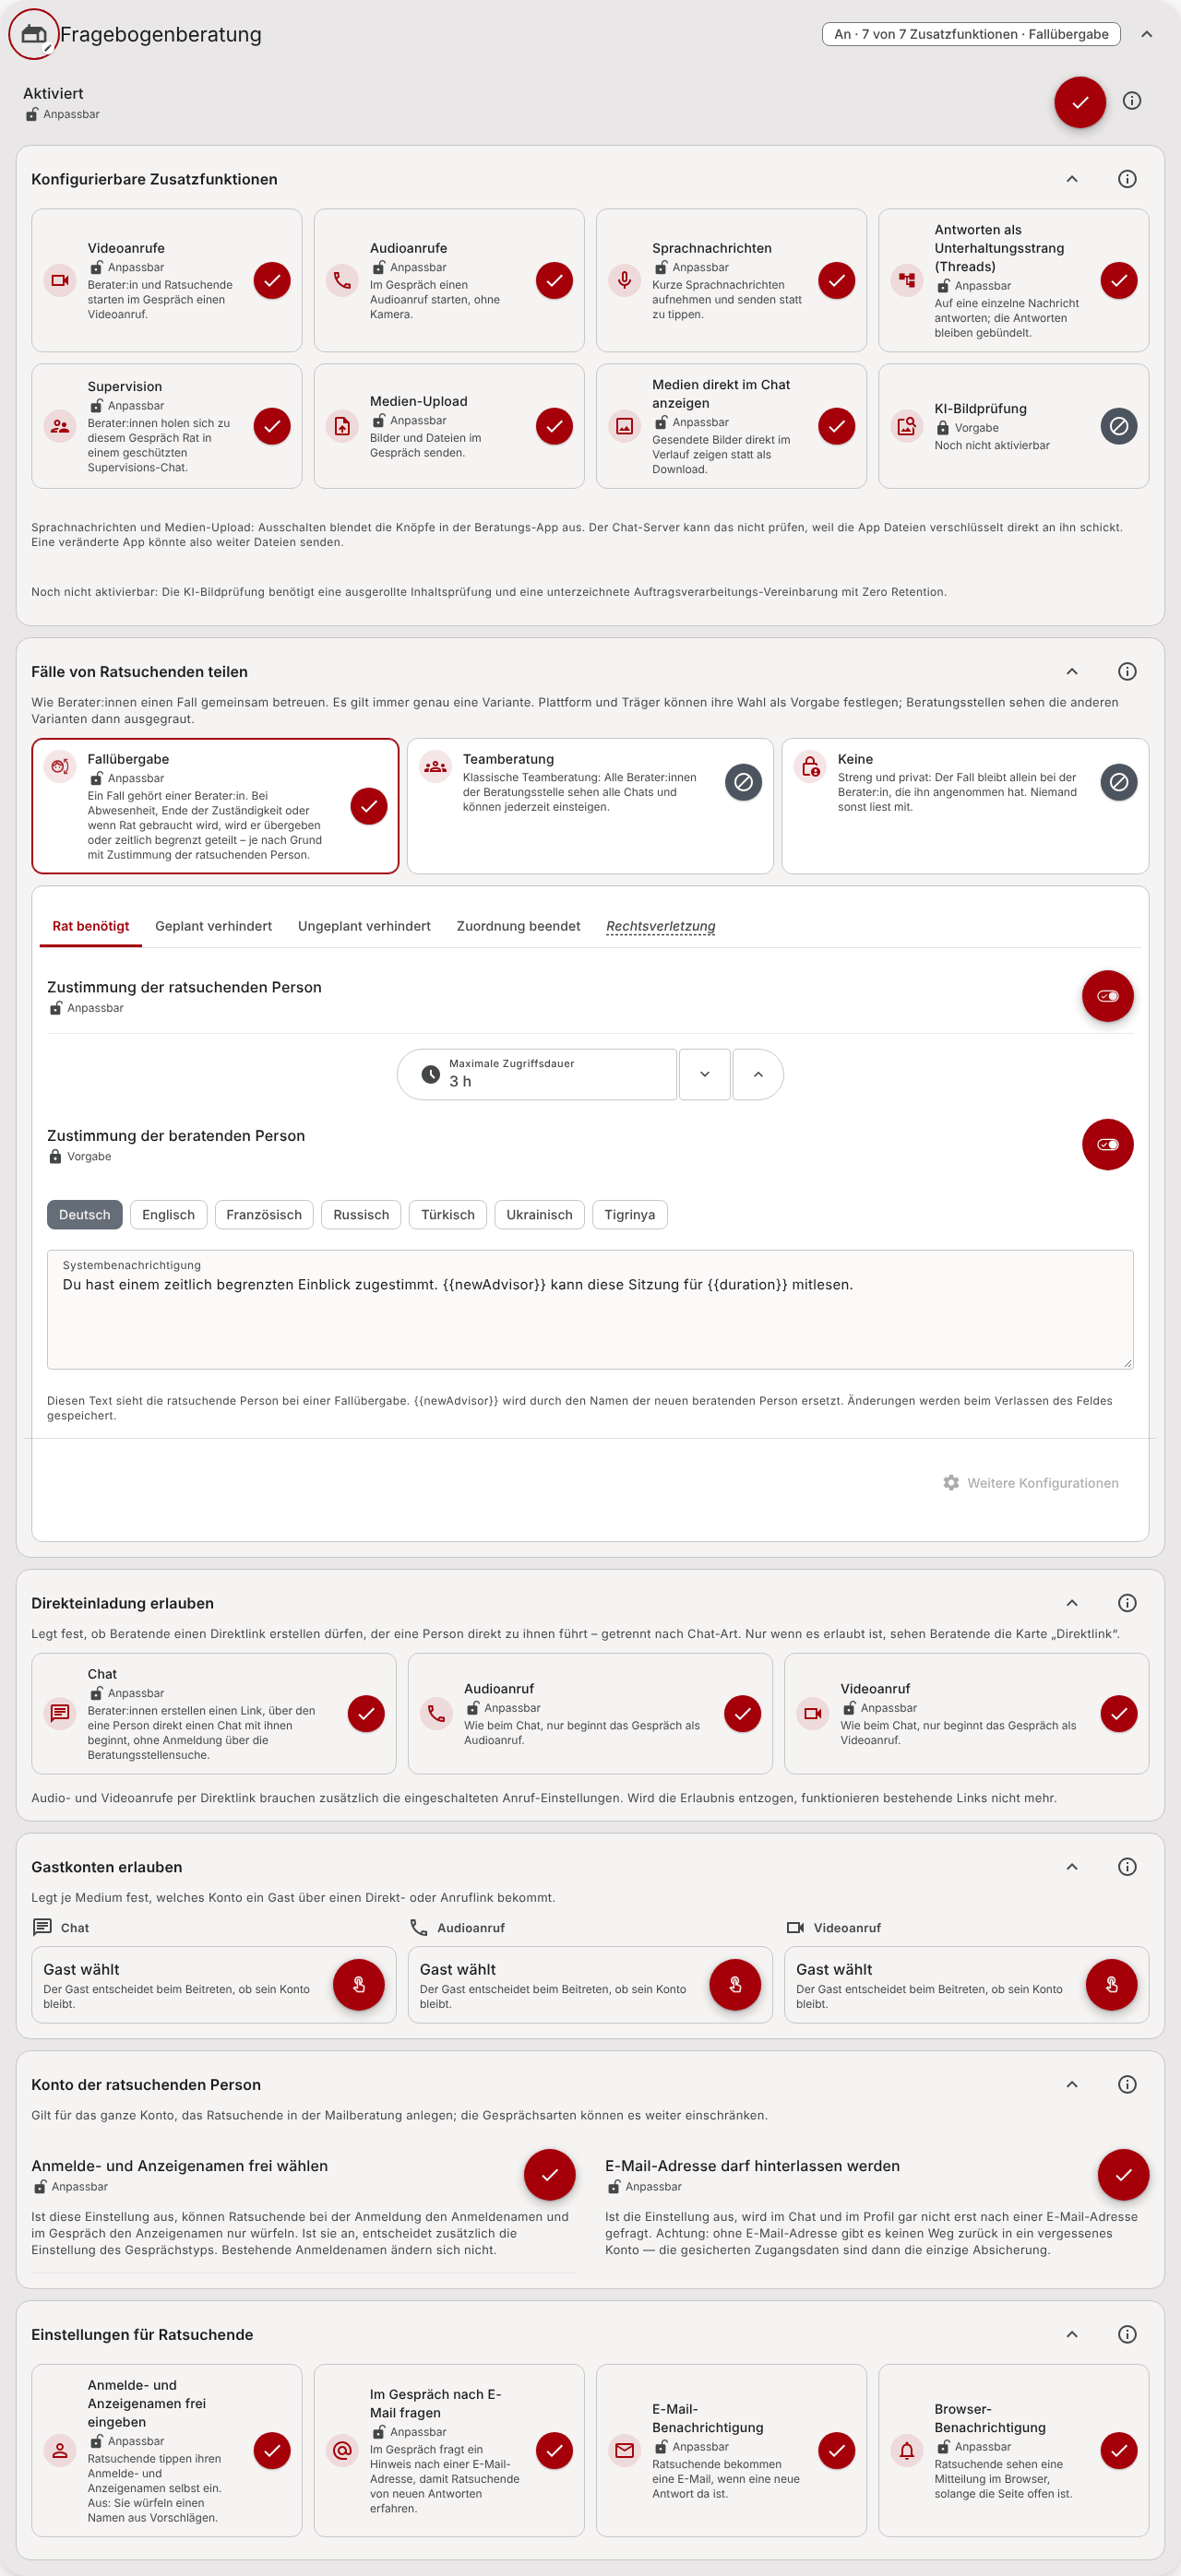 Fragebogenberatung
An · 7 von 7 Zusatzfunktionen · Fallübergabe
Aktiviert
Anpassbar
Konfigurierbare Zusatzfunktionen
Videoanrufe
Anpassbar
Berater:in und Ratsuchende
starten im Gespräch einen
Videoanruf.
Audioanrufe
Anpassbar
Im Gespräch einen
Audioanruf starten, ohne
Kamera.
Sprachnachrichten
Anpassbar
Kurze Sprachnachrichten
aufnehmen und senden statt
zu tippen.
Antworten als
Unterhaltungsstrang
(Threads)
Anpassbar
Auf eine einzelne Nachricht
antworten; die Antworten
bleiben gebündelt.
Supervision
Anpassbar
Berater:innen holen sich zu
diesem Gespräch Rat in
einem geschützten
Supervisions-Chat.
Medien-Upload
Anpassbar
Bilder und Dateien im
Gespräch senden.
Medien direkt im Chat
anzeigen
Anpassbar
Gesendete Bilder direkt im
Verlauf zeigen statt als
Download.
KI-Bildprüfung
Vorgabe
Noch nicht aktivierbar
Sprachnachrichten und Medien-Upload: Ausschalten blendet die Knöpfe in der Beratungs-App aus. Der Chat-Server kann das nicht prüfen, weil die App Dateien verschlüsselt direkt an ihn schickt.
Eine veränderte App könnte also weiter Dateien senden.
Noch nicht aktivierbar: Die KI-Bildprüfung benötigt eine ausgerollte Inhaltsprüfung und eine unterzeichnete Auftragsverarbeitungs-Vereinbarung mit Zero Retention.
Fälle von Ratsuchenden teilen
Wie Berater:innen einen Fall gemeinsam betreuen. Es gilt immer genau eine Variante. Plattform und Träger können ihre Wahl als Vorgabe festlegen; Beratungsstellen sehen die anderen
Varianten dann ausgegraut.
Fallübergabe
Anpassbar
Ein Fall gehört einer Berater:in. Bei
Abwesenheit, Ende der Zuständigkeit oder
wenn Rat gebraucht wird, wird er übergeben
oder zeitlich begrenzt geteilt – je nach Grund
mit Zustimmung der ratsuchenden Person.
Teamberatung
Klassische Teamberatung: Alle Berater:innen
der Beratungsstelle sehen alle Chats und
können jederzeit einsteigen.
Keine
Streng und privat: Der Fall bleibt allein bei der
Berater:in, die ihn angenommen hat. Niemand
sonst liest mit.
Rat benötigt
Geplant verhindert
Ungeplant verhindert
Zuordnung beendet
Rechtsverletzung
Zustimmung der ratsuchenden Person
Anpassbar
Maximale Zugriffsdauer
3 h
Zustimmung der beratenden Person
Vorgabe
Deutsch
Englisch
Französisch
Russisch
Türkisch
Ukrainisch
Tigrinya
Systembenachrichtigung
Du hast einem zeitlich begrenzten Einblick zugestimmt. {{newAdvisor}} kann diese Sitzung für {{duration}} mitlesen.
Diesen Text sieht die ratsuchende Person bei einer Fallübergabe. {{newAdvisor}} wird durch den Namen der neuen beratenden Person ersetzt. Änderungen werden beim Verlassen des Feldes
gespeichert.
Weitere Konfigurationen
Direkteinladung erlauben
Legt fest, ob Beratende einen Direktlink erstellen dürfen, der eine Person direkt zu ihnen führt – getrennt nach Chat-Art. Nur wenn es erlaubt ist, sehen Beratende die Karte „Direktlink“.
Chat
Anpassbar
Berater:innen erstellen einen Link, über den
eine Person direkt einen Chat mit ihnen
beginnt, ohne Anmeldung über die
Beratungsstellensuche.
Audioanruf
Anpassbar
Wie beim Chat, nur beginnt das Gespräch als
Audioanruf.
Videoanruf
Anpassbar
Wie beim Chat, nur beginnt das Gespräch als
Videoanruf.
Audio- und Videoanrufe per Direktlink brauchen zusätzlich die eingeschalteten Anruf-Einstellungen. Wird die Erlaubnis entzogen, funktionieren bestehende Links nicht mehr.
Gastkonten erlauben
Legt je Medium fest, welches Konto ein Gast über einen Direkt- oder Anruflink bekommt.
Chat
Audioanruf
Videoanruf
Gast wählt
Der Gast entscheidet beim Beitreten, ob sein Konto
bleibt.
Gast wählt
Der Gast entscheidet beim Beitreten, ob sein Konto
bleibt.
Gast wählt
Der Gast entscheidet beim Beitreten, ob sein Konto
bleibt.
Konto der ratsuchenden Person
Gilt für das ganze Konto, das Ratsuchende in der Mailberatung anlegen; die Gesprächsarten können es weiter einschränken.
Anmelde- und Anzeigenamen frei wählen
Anpassbar
Ist diese Einstellung aus, können Ratsuchende bei der Anmeldung den Anmeldenamen und
im Gespräch den Anzeigenamen nur würfeln. Ist sie an, entscheidet zusätzlich die
Einstellung des Gesprächstyps. Bestehende Anmeldenamen ändern sich nicht.
E-Mail-Adresse darf hinterlassen werden
Anpassbar
Ist die Einstellung aus, wird im Chat und im Profil gar nicht erst nach einer E-Mail-Adresse
gefragt. Achtung: ohne E-Mail-Adresse gibt es keinen Weg zurück in ein vergessenes
Konto — die gesicherten Zugangsdaten sind dann die einzige Absicherung.
Einstellungen für Ratsuchende
Anmelde- und
Anzeigenamen frei
eingeben
Anpassbar
Ratsuchende tippen ihren
Anmelde- und
Anzeigenamen selbst ein.
Aus: Sie würfeln einen
Namen aus Vorschlägen.
Im Gespräch nach E-
Mail fragen
Anpassbar
Im Gespräch fragt ein
Hinweis nach einer E-Mail-
Adresse, damit Ratsuchende
von neuen Antworten
erfahren.
E-Mail-
Benachrichtigung
Anpassbar
Ratsuchende bekommen
eine E-Mail, wenn eine neue
Antwort da ist.
Browser-
Benachrichtigung
Anpassbar
Ratsuchende sehen eine
Mitteilung im Browser,
solange die Seite offen ist.